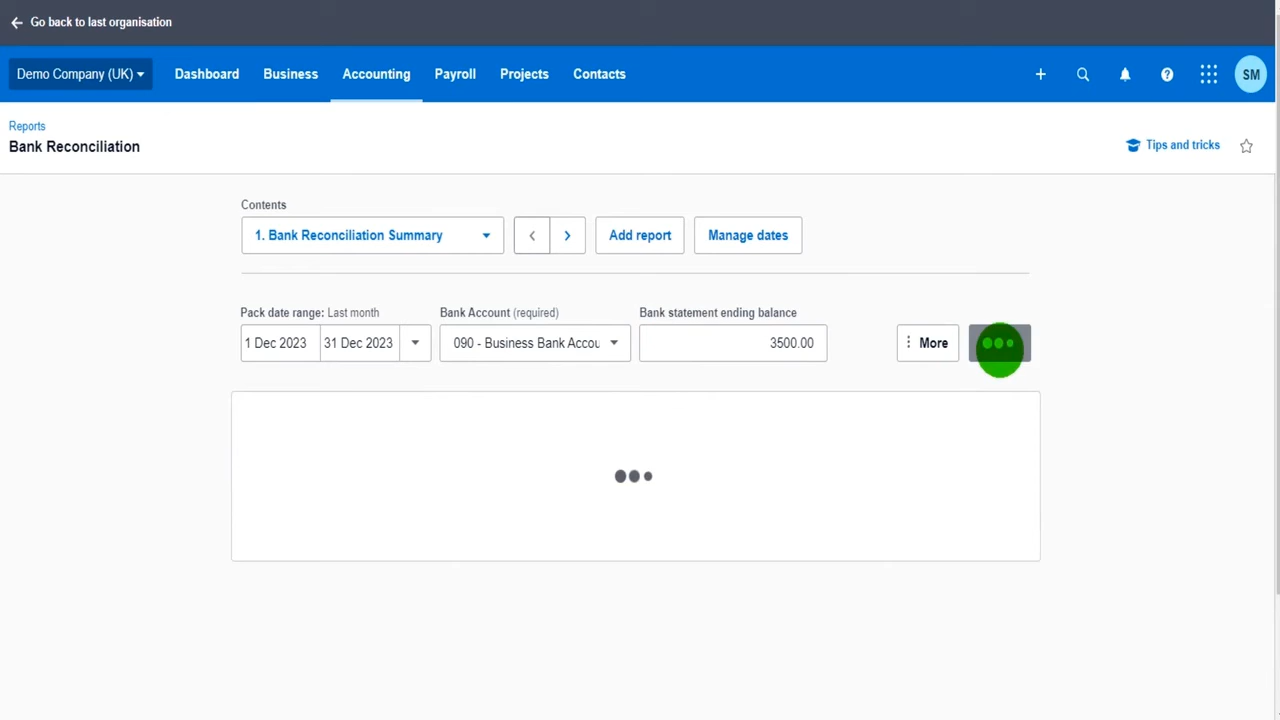 Go back to last organisation
Demo Company (UK) Dashboard Business Accounting Payroll Projects Contacts SM
Reports
Bank Reconciliation
Tips and tricks
Contents
1. Bank Reconciliation Summary Add report Manage dates
Pack date range: Last month Bank Account (required) Bank statement ending balance
1 Dec 2023 31 Dec 2023 090 - Business Bank Accou 3500.00 More